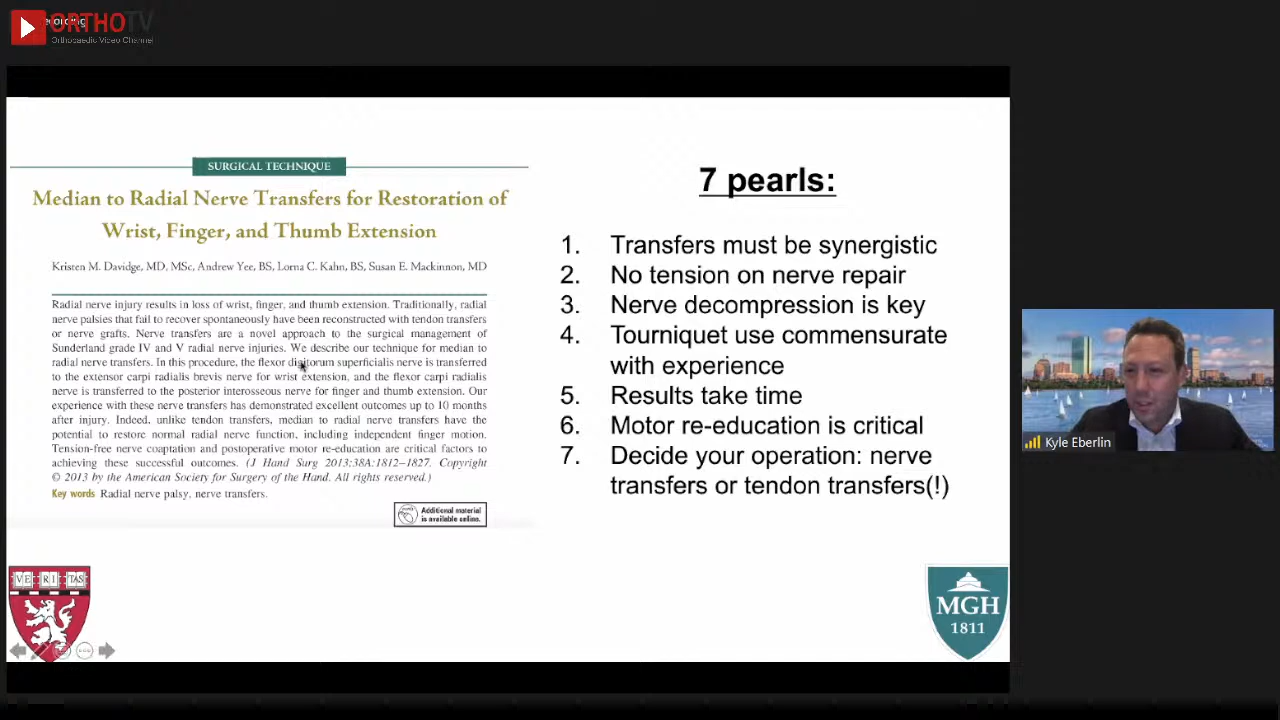 Recording
ORTHOTV
Orthopaedic Video Channel
SURGICAL TECHNIQUE
Median to Radial Nerve Transfers for Restoration of
Wrist, Finger, and Thumb Extension
Kristen M. Davidge, MD, MSc, Andrew Yee, BS, Lorna C. Kahn, BS, Susan E. Mackinnon, MD
Radial nerve injury results in loss of wrist, finger, and thumb extension. Traditionally, radial
nerve palsies that fail to recover spontaneously have been reconstructed with tendon transfers
or nerve grafts. Nerve transfers are a novel approach to the surgical management of
Sunderland grade IV and V radial nerve injuries. We describe our technique for median to
radial nerve transfers. In this procedure, the flexor digitorum superficialis nerve is transferred
to the extensor carpi radialis brevis nerve for wrist extension, and the flexor carpi radialis
nerve is transferred to the posterior interosseous nerve for finger and thumb extension. Our
experience with these nerve transfers has demonstrated excellent outcomes up to 10 months
after injury. Indeed, unlike tendon transfers, median to radial nerve transfers have the
potential to restore normal radial nerve function, including independent finger motion.
Tension-free nerve coaptation and postoperative motor re-education are critical factors to
achieving these successful outcomes. (J Hand Surg 2013;38A:1812–1827. Copyright
© 2013 by the American Society for Surgery of the Hand. All rights reserved.)
Key words Radial nerve palsy, nerve transfers.
Additional material
is available online.
7 pearls:
1. Transfers must be synergistic
2. No tension on nerve repair
3. Nerve decompression is key
4. Tourniquet use commensurate
with experience
5. Results take time
6. Motor re-education is critical
7. Decide your operation: nerve
transfers or tendon transfers(!)
VE RI TAS
MGH
1811
Kyle Eberlin